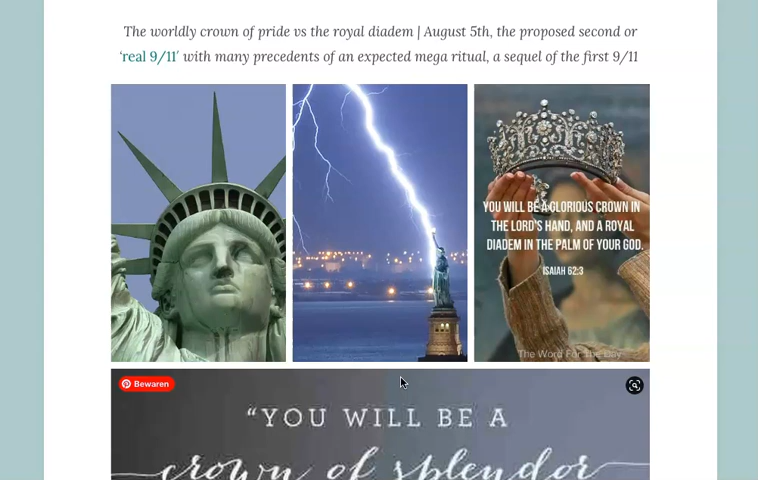 The worldly crown of pride vs the royal diadem | August 5th, the proposed second or
‘real 9/11’ with many precedents of an expected mega ritual, a sequel of the first 9/11
YOU WILL BE A GLORIOUS CROWN IN
THE LORD'S HAND, AND A ROYAL
DIADEM IN THE PALM OF YOUR GOD.
ISAIAH 62:3
The Word For The Day
Bewaren
“YOU WILL BE A
crown of splendor